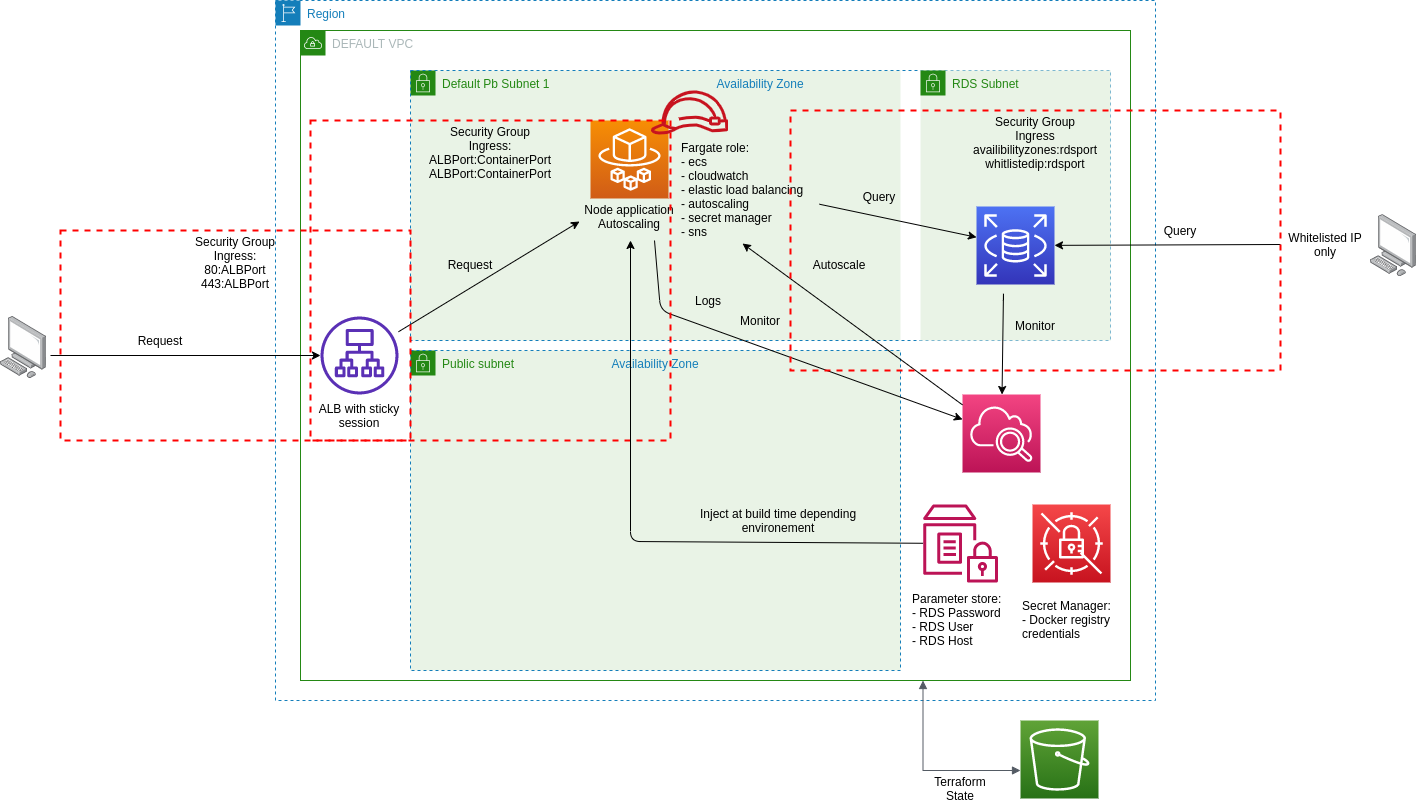 Region
DEFAULT VPC
Default Pb Subnet 1
Availability Zone
RDS Subnet
Security Group
Ingress:
ALBPort:ContainerPort
ALBPort:ContainerPort
Fargate role:
- ecs
- cloudwatch
- elastic load balancing
- autoscaling
- secret manager
- sns
Security Group
Ingress
availibilityzones:rdsport
whitlistedip:rdsport
Node application
Autoscaling
Query
Query
Whitelisted IP
only
Security Group
Ingress:
80:ALBPort
443:ALBPort
Request
Autoscale
Logs
Monitor
Monitor
Request
Public subnet
Availability Zone
ALB with sticky
session
Inject at build time depending
environement
Parameter store:
- RDS Password
- RDS User
- RDS Host
Secret Manager:
- Docker registry
credentials
Terraform
State